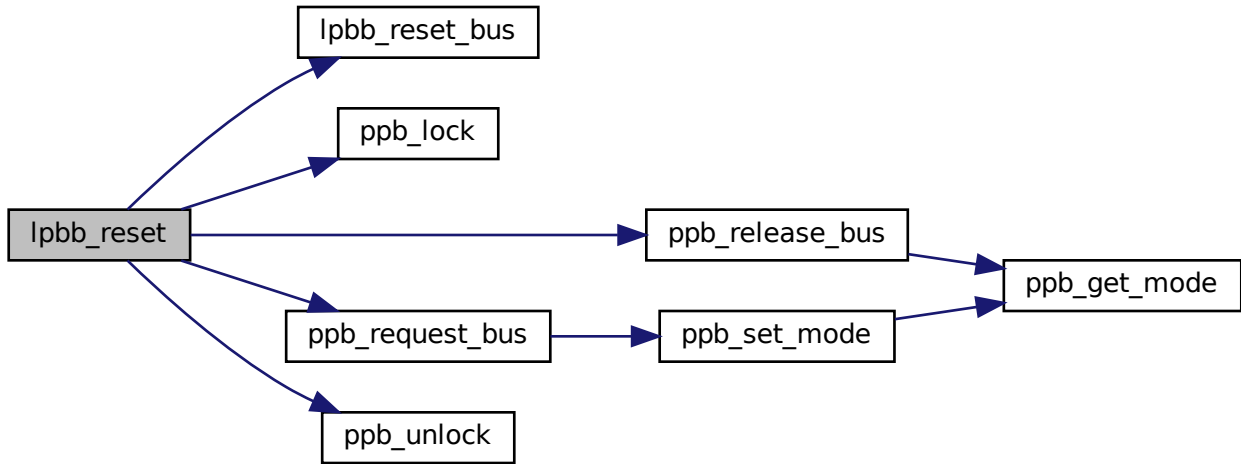 lpbb_reset_bus
ppb_lock
lpbb_reset
ppb_release_bus
ppb_get_mode
ppb_request_bus
ppb_set_mode
ppb_unlock